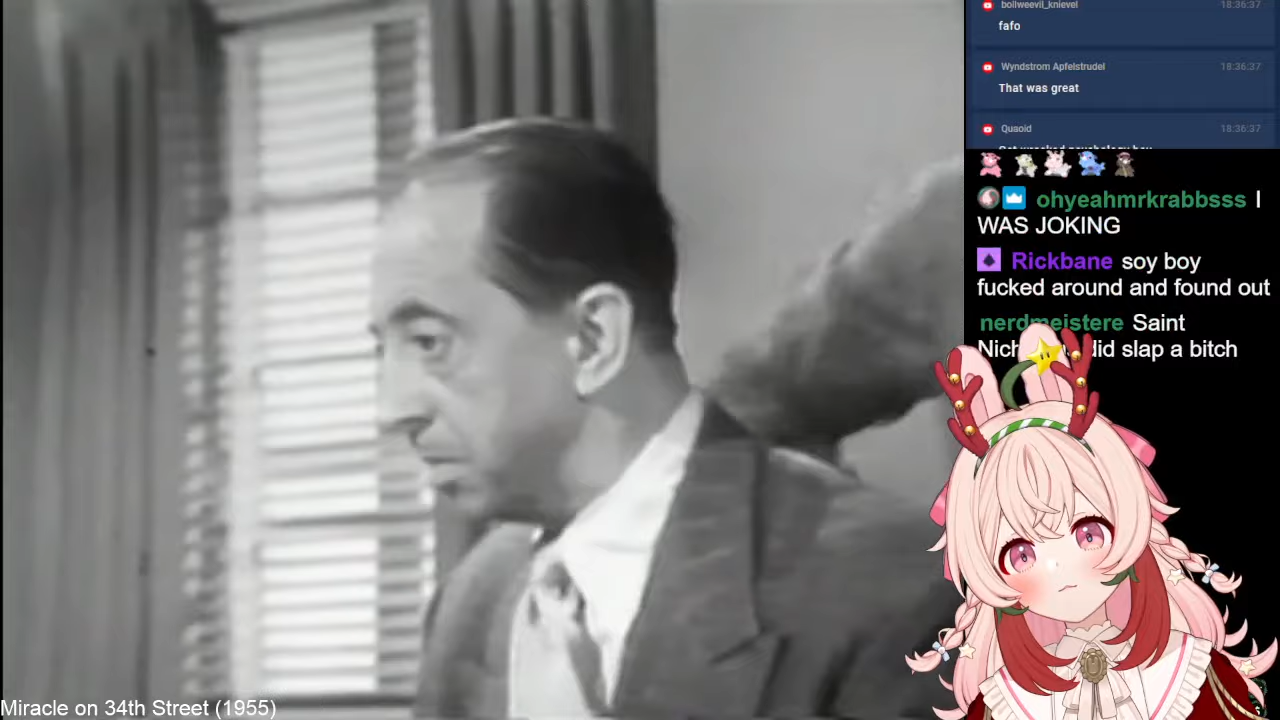 bollweevil_knievel 18:36:37
fafo
Wyndstrom Apfelstrudel 18:36:37
That was great
Quaoid 18:36:37
ohyeahmrkrabbsss I
WAS JOKING
Rickbane soy boy
fucked around and found out
nerdmeistere Saint
did slap a bitch
Miracle on 34th Street (1955)